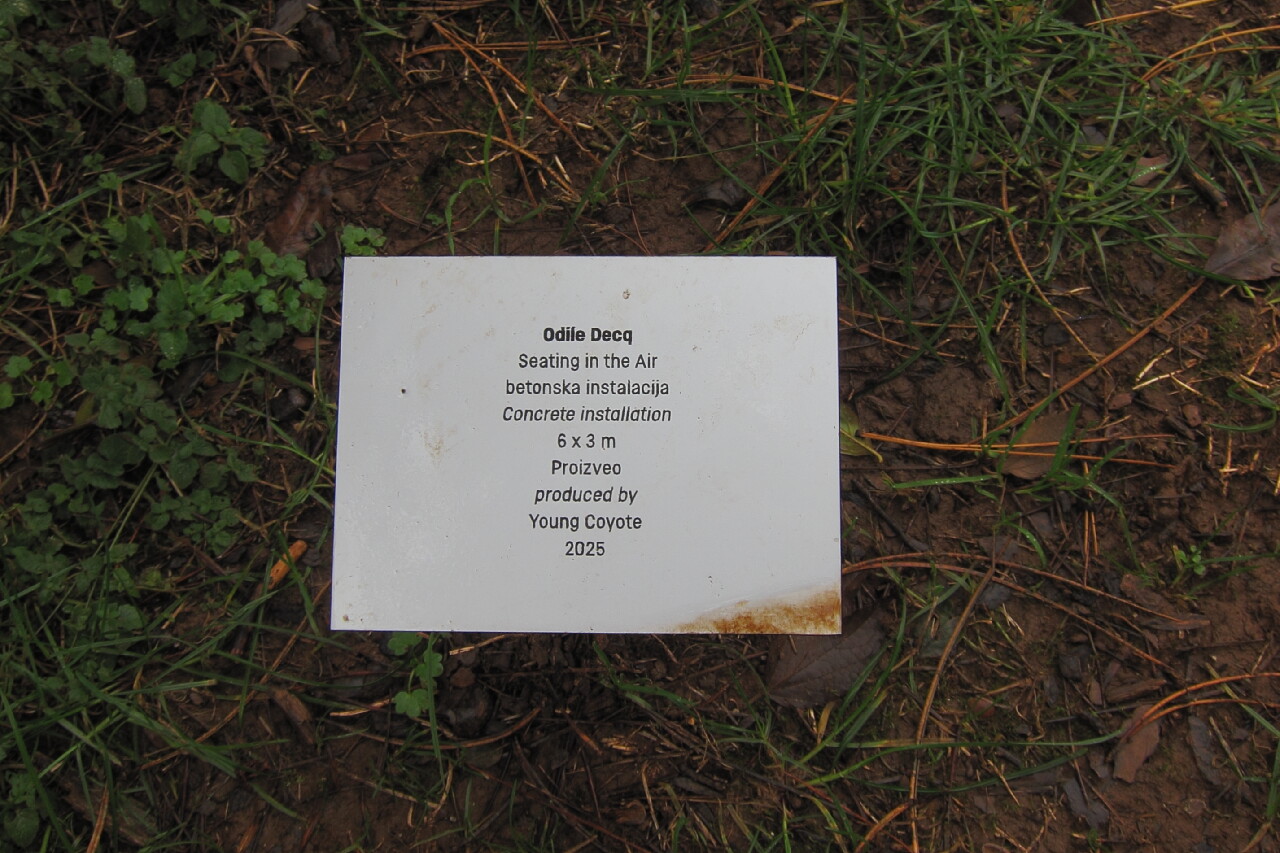 Odile Decq
Seating in the Air
betonska instalacija
Concrete installation
6 x 3 m
Proizveo
produced by
Young Coyote
2025